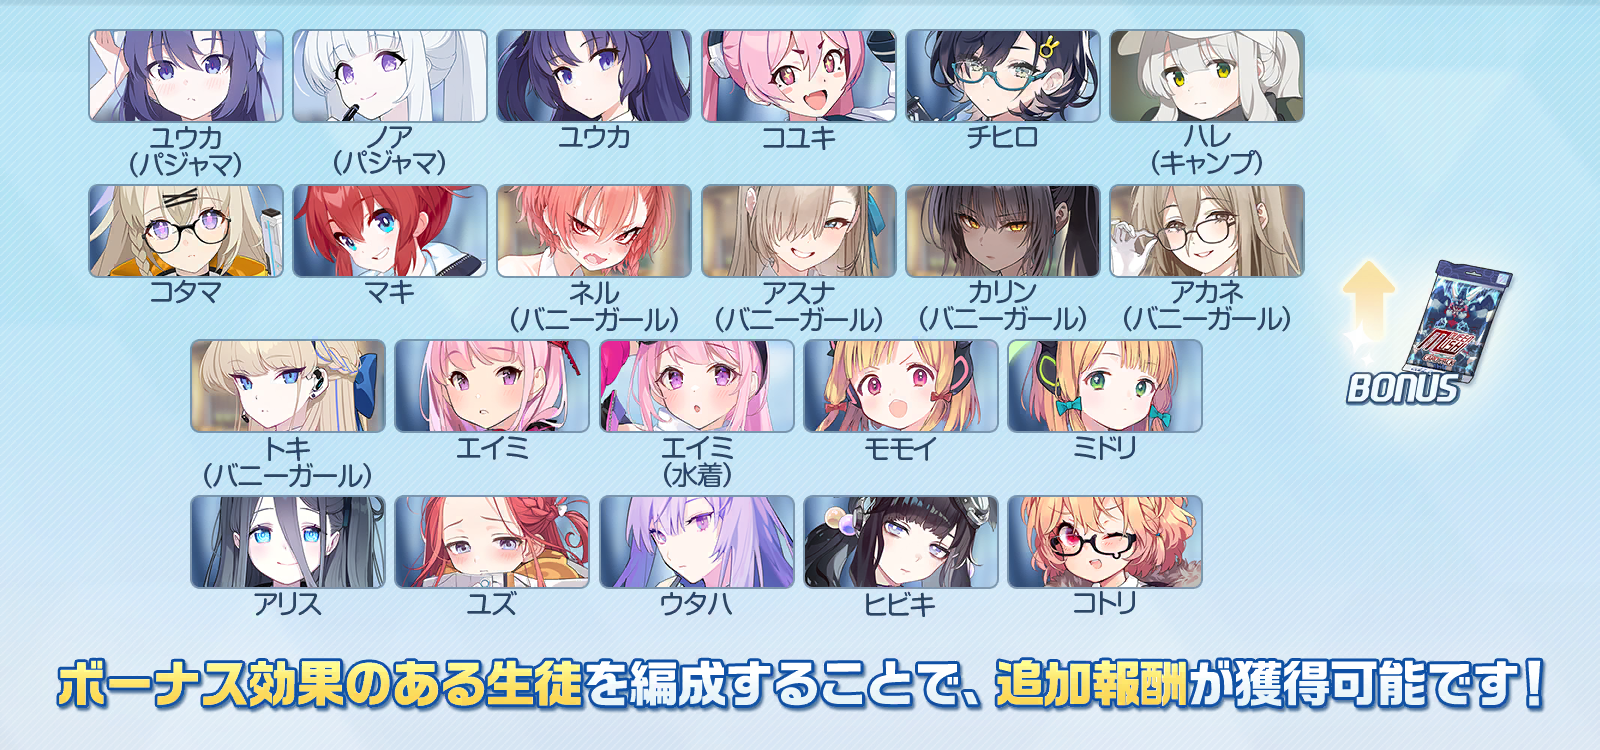 ユウカ
（パジャマ）
ノア
（パジャマ）
ユウカ
コユキ
チヒロ
ハレ
（キャンプ）
コタマ
マキ
ネル
（バニーガール）
アスナ
（バニーガール）
カリン
（バニーガール）
アカネ
（バニーガール）
トキ
（バニーガール）
エイミ
エイミ
（水着）
モモイ
ミドリ
BONUS
アリス
ユズ
ウタハ
ヒビキ
コトリ
ボーナス効果のある生徒を編成することで、追加報酬が獲得可能です！